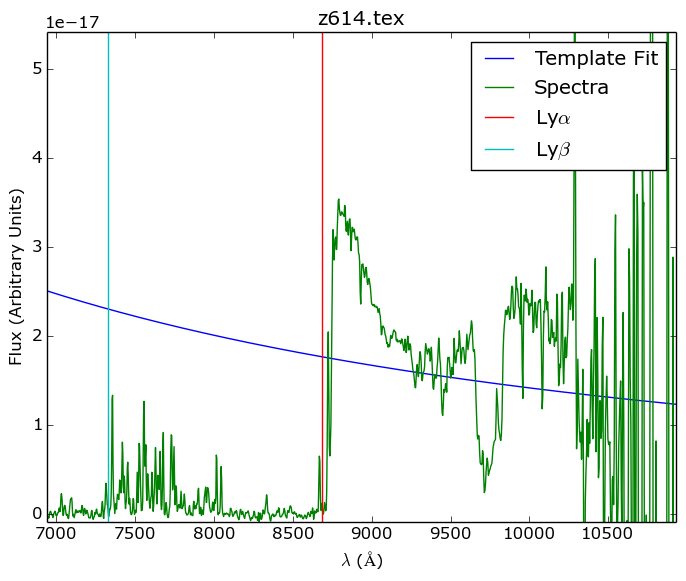 z614.tex
1e−17
Template Fit
Spectra
Lyα
Lyβ
5
4
3
2
1
0
Flux (Arbitrary Units)
7000 7500 8000 8500 9000 9500 10000 10500
λ (Å)